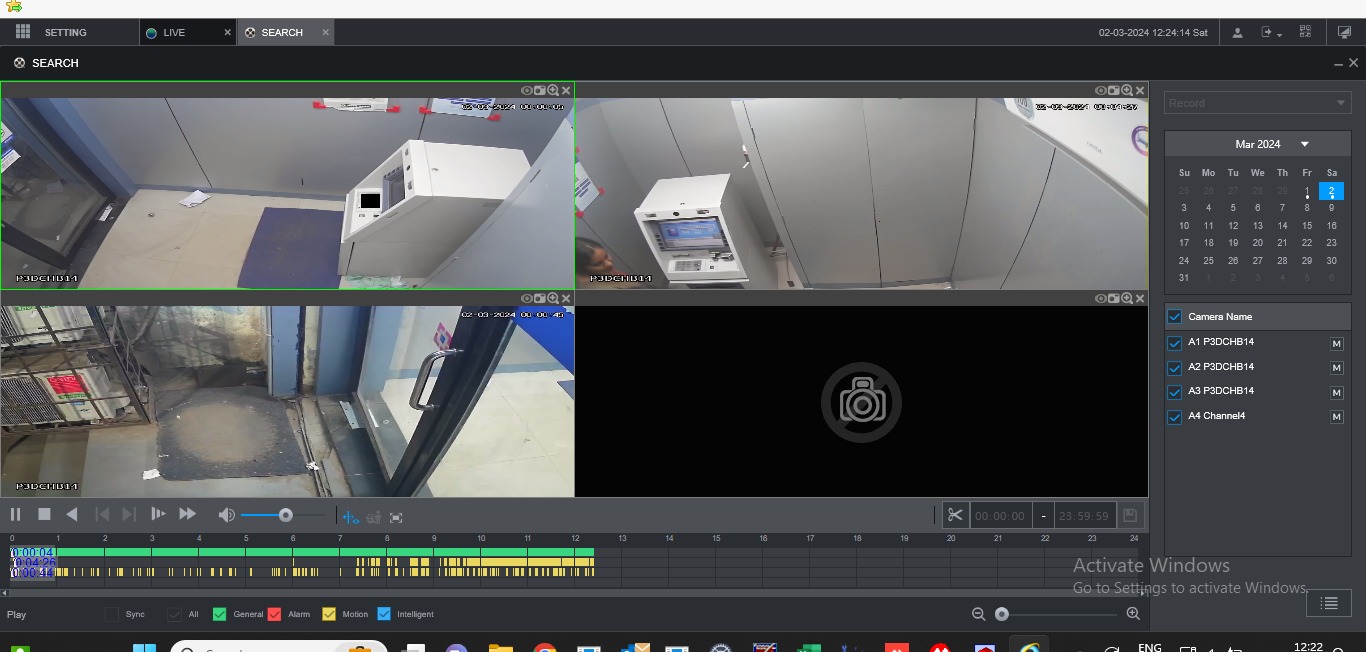 SETTING
LIVE
SEARCH
02-03-2024 12:24:14 Sat
SEARCH
02-03-2024 00:00:03
02-03-2024 00:04:27
P3DCHB14
P3DCHB14
02-03-2024 00:00:45
P3DCHB14
Record
Mar 2024
Su Mo Tu We Th Fr Sa
25 26 27 28 29 1 2
3 4 5 6 7 8 9
10 11 12 13 14 15 16
17 18 19 20 21 22 23
24 25 26 27 28 29 30
31 1 2 3 4 5 6
Camera Name
A1 P3DCHB14 M
A2 P3DCHB14 M
A3 P3DCHB14 M
A4 Channel4 M
00:00:00 - 23:59:59
0 1 2 3 4 5 6 7 8 9 10 11 12 13 14 15 16 17 18 19 20 21 22 23 24
0:00:04
0:04:26
0:00:44
Activate Windows
Go to Settings to activate Windows.
Play
Sync
All
General
Alarm
Motion
Intelligent
ENG
12:22